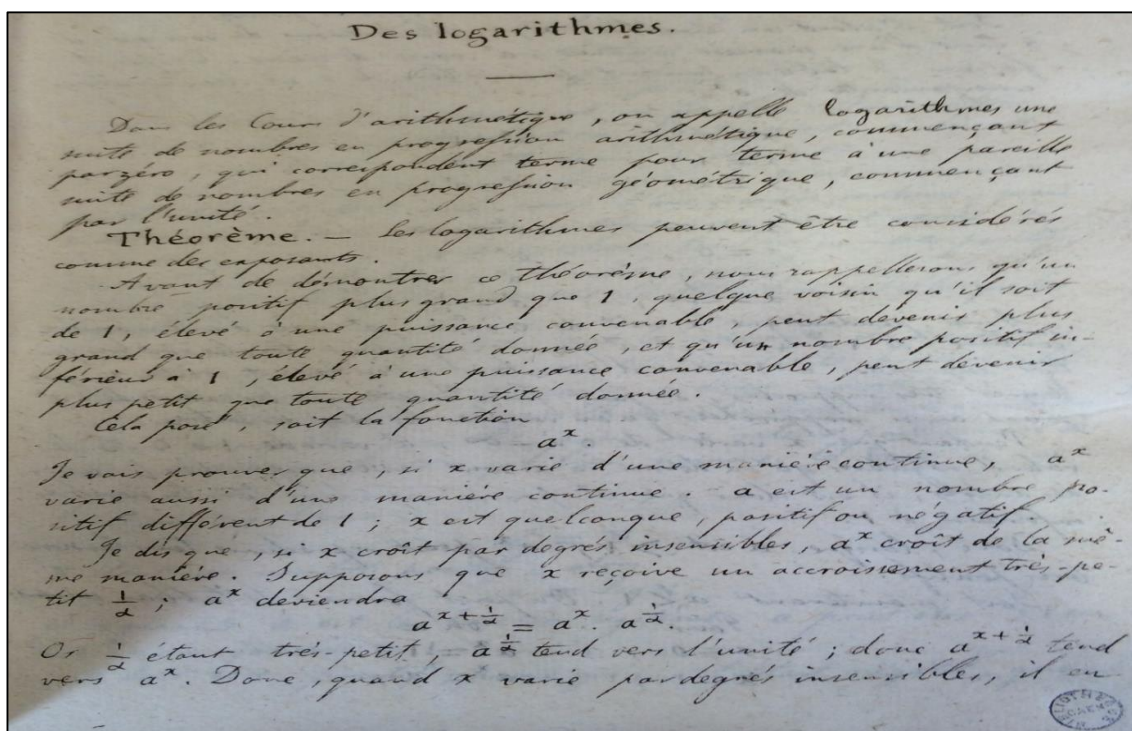 Des logarithmes.
Dans les Cours d'arithmétique, on appelle logarithmes une
suite de nombres en progression arithmétique, commençant
par zéro, qui correspondent terme pour terme à une pareille
suite de nombres en progression géométrique, commençant
par l'unité.
Théorème. — Les logarithmes peuvent être considérés
comme des exposants.
Avant de démontrer ce théorème, nous rappellerons qu'un
nombre positif plus grand que 1, quelque voisin qu'il soit
de 1, élevé à une puissance convenable, peut devenir plus
grand que toute quantité donnée, et qu'un nombre positif in-
férieur à 1, élevé à une puissance convenable, peut devenir
plus petit que toute quantité donnée.
Cela posé, soit la fonction
a^x.
Je vais prouver que, si x varie d'une manière continue, a^x
varie aussi d'une manière continue. a est un nombre po-
sitif différent de 1; x est quelconque, positif ou négatif.
Je dis que, si x croît par degrés insensibles, a^x croît de la mê-
me manière. Supposons que x reçoive un accroissement très-pe-
tit 1/α; a^x deviendra
a^(x + 1/α) = a^x. a^(1/α).
Or 1/α étant très-petit, a^(1/α) tend vers l'unité; donc a^(x + 1/α) tend
vers a^x. Donc, quand x varie par degrés insensibles, il en